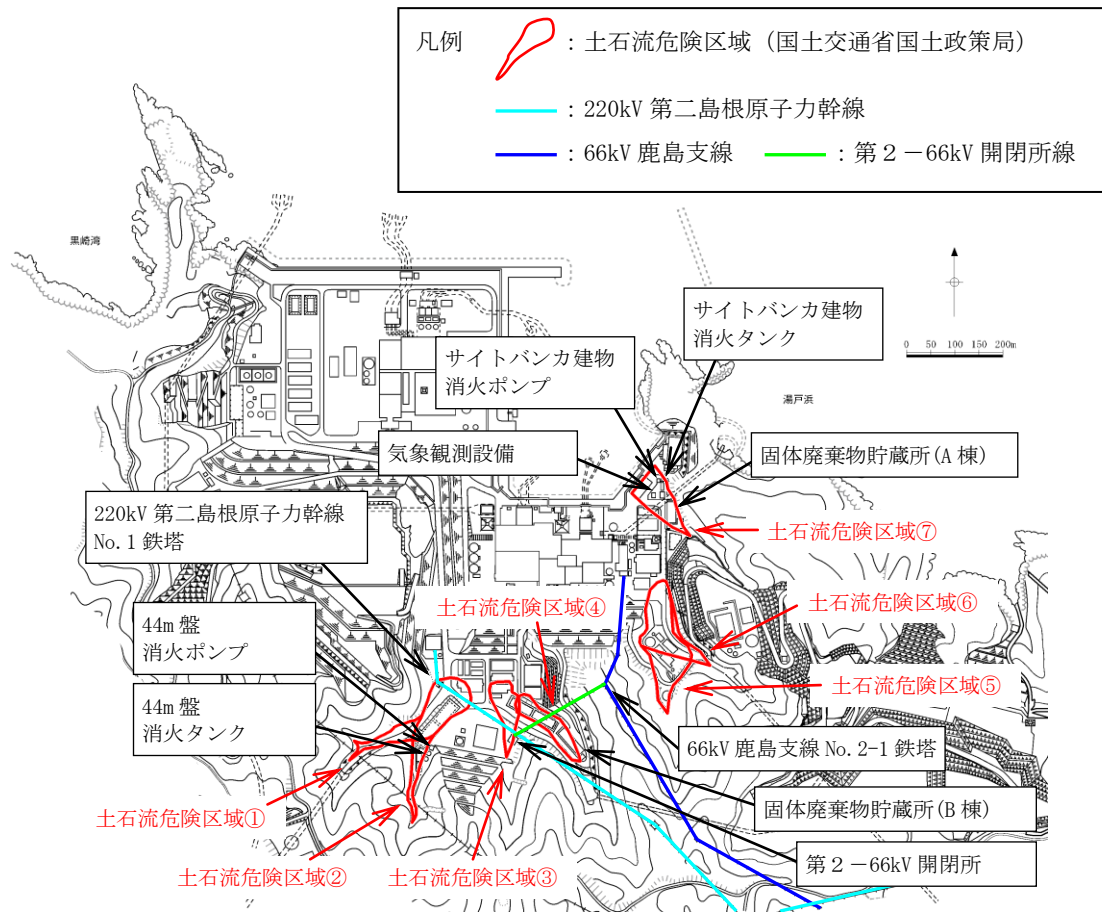 凡例
：土石流危険区域（国土交通省国土政策局）
：220kV 第二島根原子力幹線
：66kV 鹿島支線
：第２－66kV 開閉所線
黒崎湾
サイトバンカ建物
消火タンク
サイトバンカ建物
消火ポンプ
0 50 100 200m
湯戸浜
気象観測設備
固体廃棄物貯蔵所(A 棟)
220kV 第二島根原子力幹線
No.1 鉄塔
土石流危険区域⑦
44m 盤
消火ポンプ
土石流危険区域④
土石流危険区域⑥
44m 盤
消火タンク
土石流危険区域⑤
66kV 鹿島支線 No.2-1 鉄塔
土石流危険区域①
固体廃棄物貯蔵所(B 棟)
第２－66kV 開閉所
土石流危険区域②
土石流危険区域③